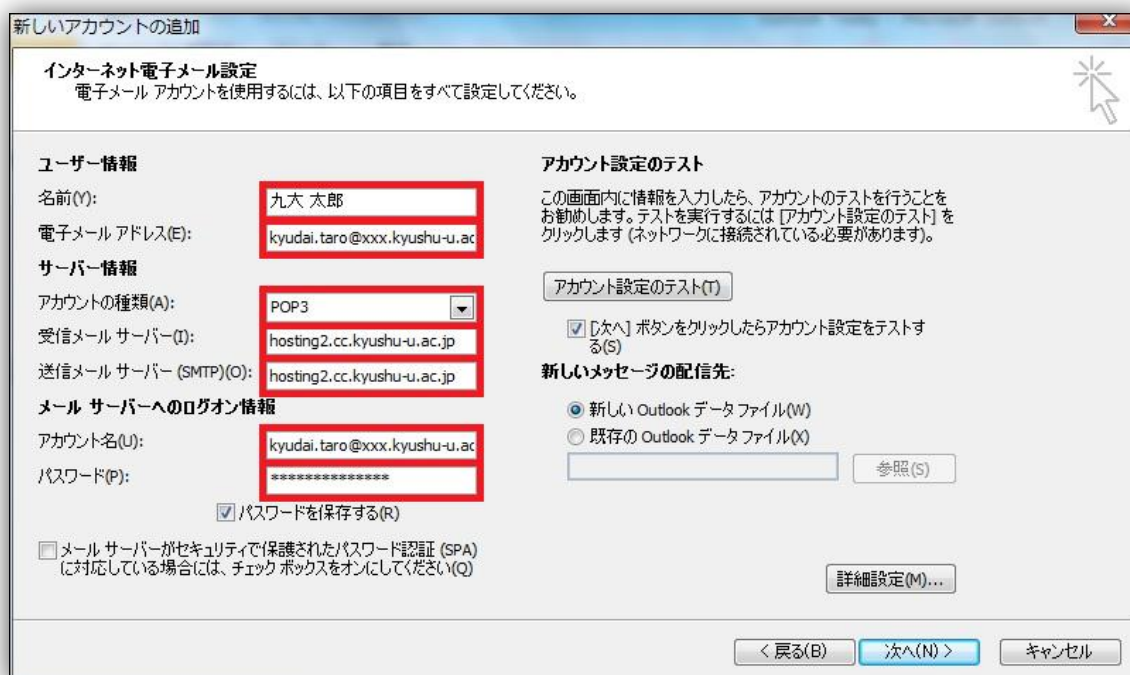 新しいアカウントの追加
インターネット電子メール設定
電子メール アカウントを使用するには、以下の項目をすべて設定してください。
ユーザー情報
名前(Y):
九大 太郎
電子メール アドレス(E):
kyudai.taro@xxx.kyushu-u.ac
サーバー情報
アカウントの種類(A):
POP3
受信メール サーバー(I):
hosting2.cc.kyushu-u.ac.jp
送信メール サーバー (SMTP)(O):
hosting2.cc.kyushu-u.ac.jp
メール サーバーへのログオン情報
アカウント名(U):
kyudai.taro@xxx.kyushu-u.ac
パスワード(P):
**************
パスワードを保存する(R)
メール サーバーがセキュリティで保護されたパスワード認証 (SPA)
に対応している場合には、チェック ボックスをオンにしてください(Q)
アカウント設定のテスト
この画面内に情報を入力したら、アカウントのテストを行うことを
お勧めします。テストを実行するには [アカウント設定のテスト] を
クリックします (ネットワークに接続されている必要があります)。
アカウント設定のテスト(T)
[次へ] ボタンをクリックしたらアカウント設定をテストす
る(S)
新しいメッセージの配信先:
新しい Outlook データ ファイル(W)
既存の Outlook データ ファイル(X)
参照(S)
詳細設定(M)...
< 戻る(B)
次へ(N) >
キャンセル